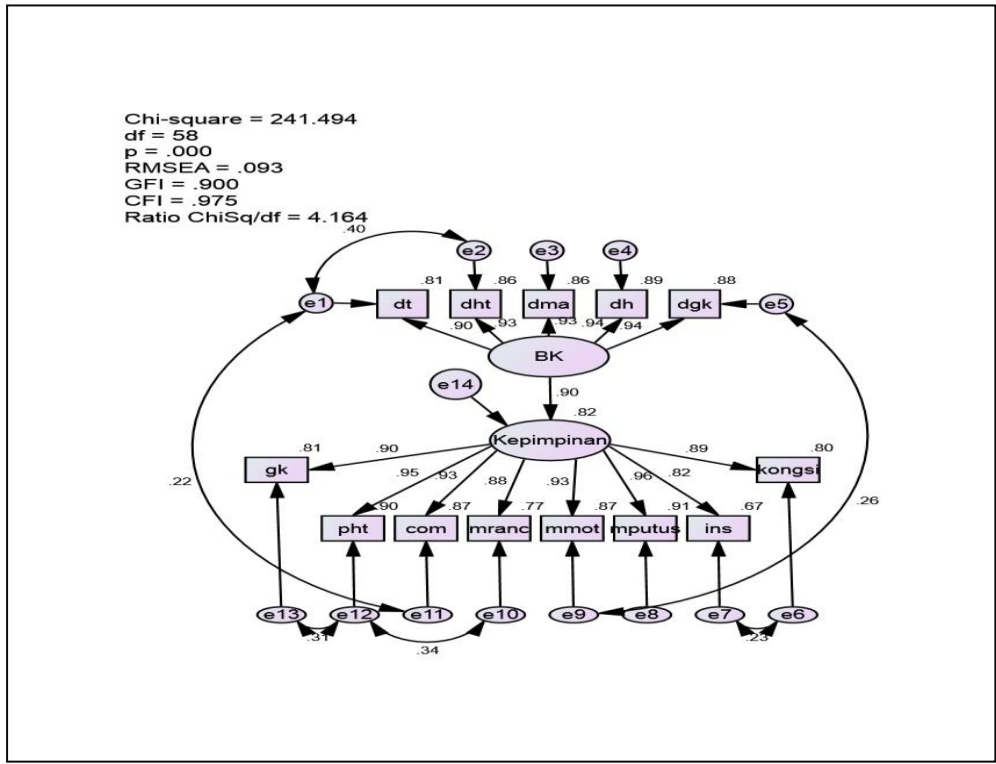 Chi-square = 241.494
df = 58
p = .000
RMSEA = .093
GFI = .900
CFI = .975
Ratio ChiSq/df = 4.164
.40
e2 e3 e4
.81 .86 .86 .89 .88
e1 dt dht dma dh dgk e5
.90 .93 .93 .94 .94
BK
e14 .90
.82
Kepimpinan
.81 .90 .89 .80
gk .95 .93 .88 .93 .96 .82 kongsi
.22 .26
.90 .87 .77 .87 .91 .67
pht com mranc mmot mputus ins
e13 e12 e11 e10 e9 e8 e7 e6
.31 .23
.34